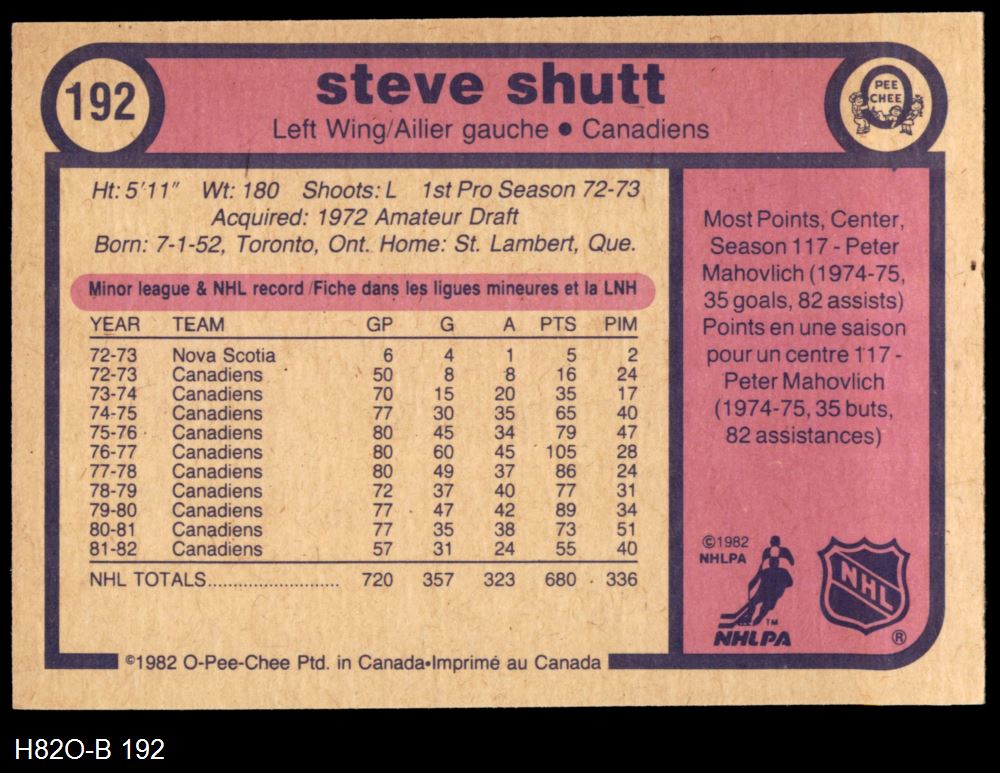 192
steve shutt
Left Wing/Ailier gauche • Canadiens
O
PEE
CHEE
Ht: 5'11" Wt: 180 Shoots: L 1st Pro Season 72-73
Acquired: 1972 Amateur Draft
Born: 7-1-52, Toronto, Ont. Home: St. Lambert, Que.
Minor league & NHL record /Fiche dans les ligues mineures et la LNH
YEAR TEAM GP G A PTS PIM
72-73 Nova Scotia 6 4 1 5 2
72-73 Canadiens 50 8 8 16 24
73-74 Canadiens 70 15 20 35 17
74-75 Canadiens 77 30 35 65 40
75-76 Canadiens 80 45 34 79 47
76-77 Canadiens 80 60 45 105 28
77-78 Canadiens 80 49 37 86 24
78-79 Canadiens 72 37 40 77 31
79-80 Canadiens 77 47 42 89 34
80-81 Canadiens 77 35 38 73 51
81-82 Canadiens 57 31 24 55 40
NHL TOTALS........................ 720 357 323 680 336
Most Points, Center,
Season 117 - Peter
Mahovlich (1974-75,
35 goals, 82 assists)
Points en une saison
pour un centre 117 -
Peter Mahovlich
(1974-75, 35 buts,
82 assistances)
©1982
NHLPA
TM
NHLPA
NHL
®
©1982 O-Pee-Chee Ptd. in Canada•Imprimé au Canada
H82O-B 192